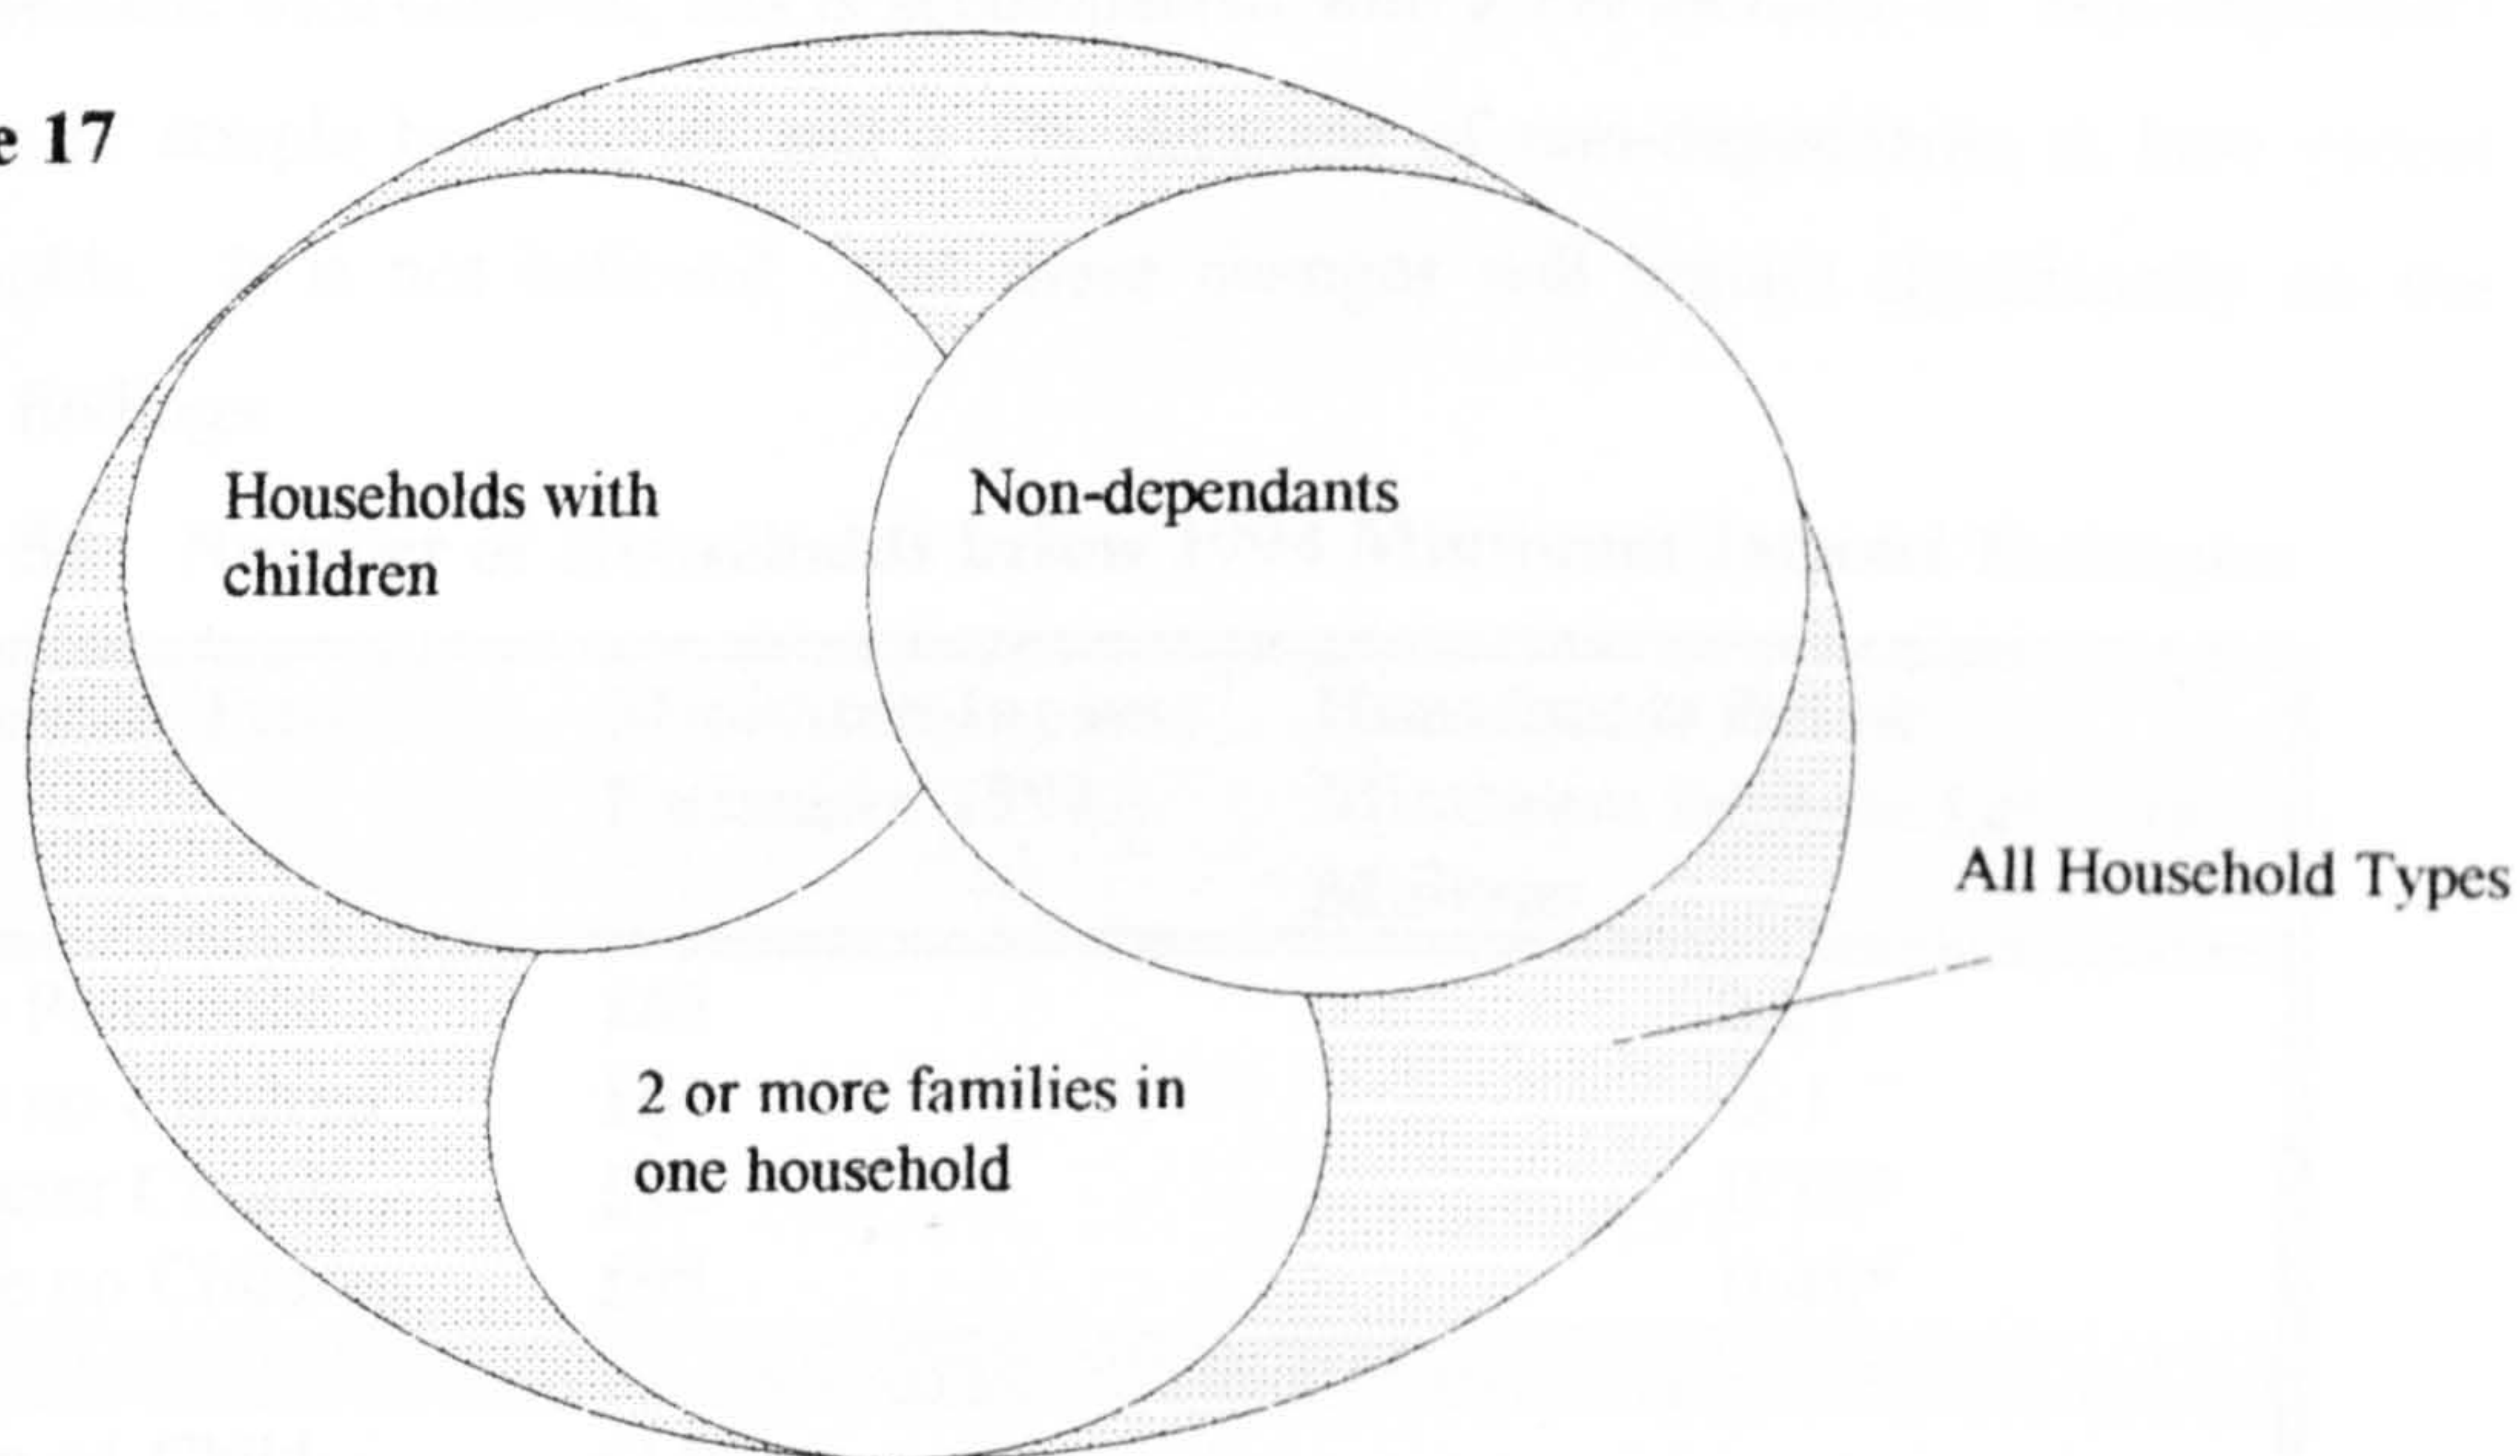 e 17
Households with
children
Non-dependants
All Household Types
2 or more families in
one household